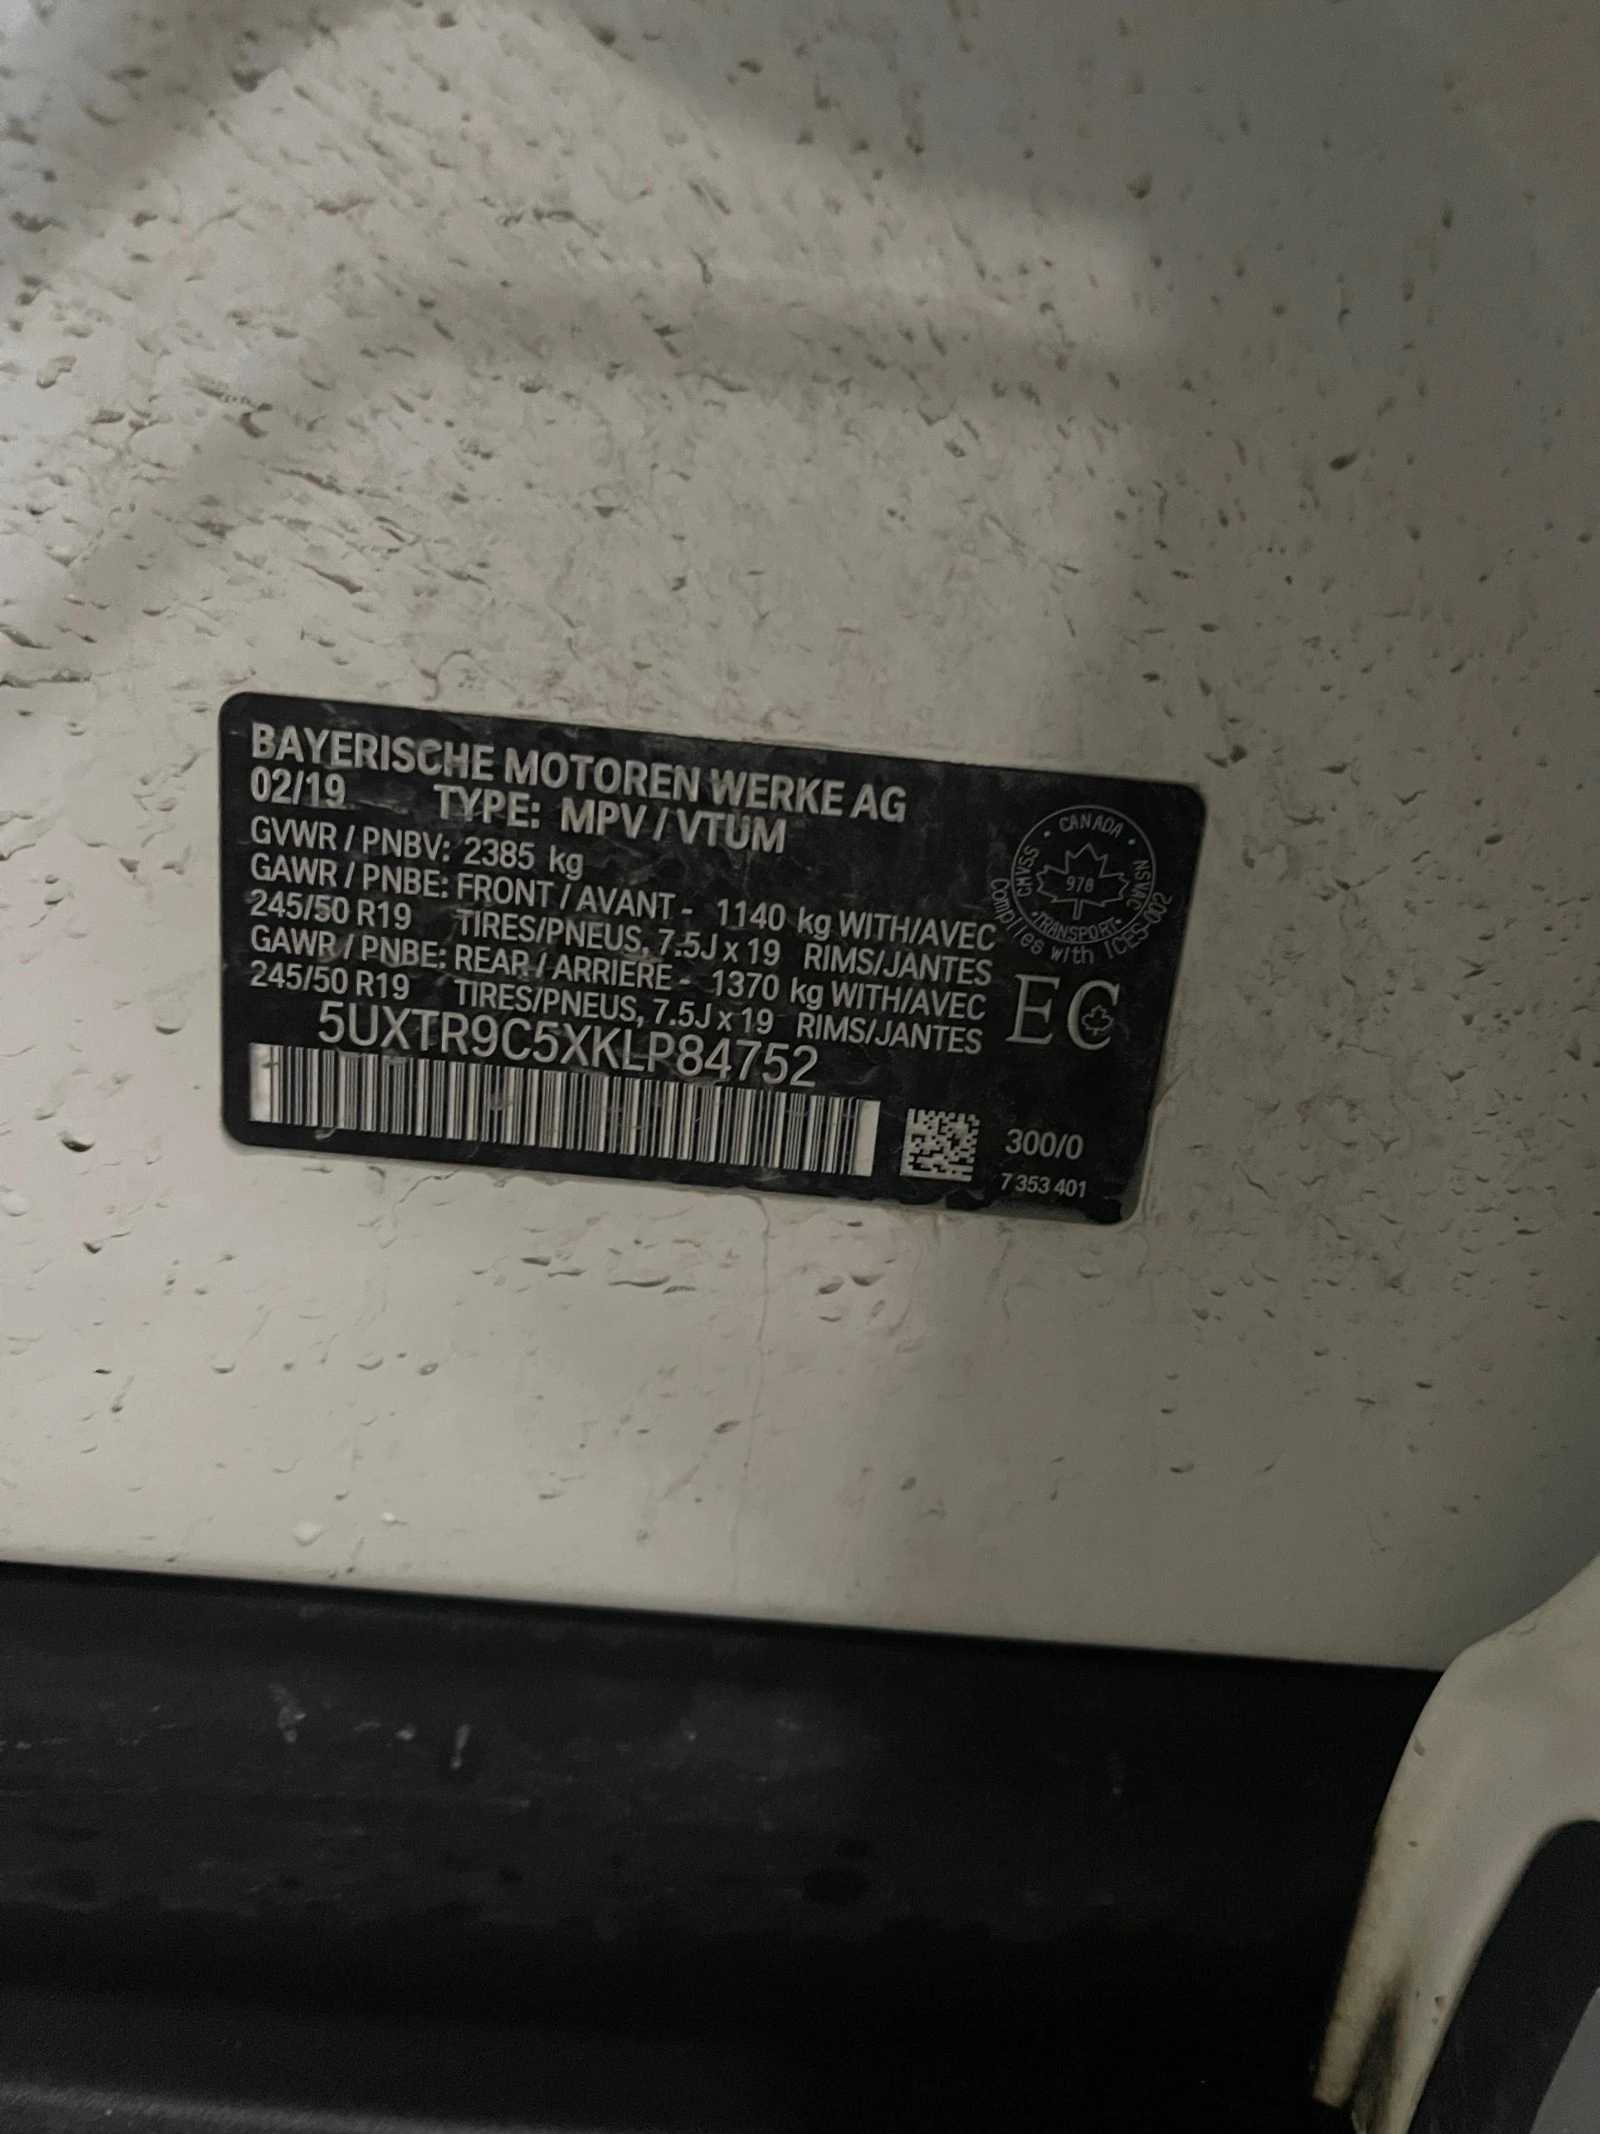 BAYERISCHE MOTOREN WERKE AG
02/19 TYPE: MPV / VTUM
GVWR / PNBV: 2385 kg
GAWR / PNBE: FRONT / AVANT - 1140 kg WITH/AVEC
245/50 R19 TIRES/PNEUS, 7.5J x 19 RIMS/JANTES
GAWR / PNBE: REAR / ARRIERE - 1370 kg WITH/AVEC
245/50 R19 TIRES/PNEUS, 7.5J x 19 RIMS/JANTES
5UXTR9C5XKLP84752
CANADA
CMVSS
978
NSVAC
TRANSPORT
Complies with ICES-002
EC
300/0
7 353 401